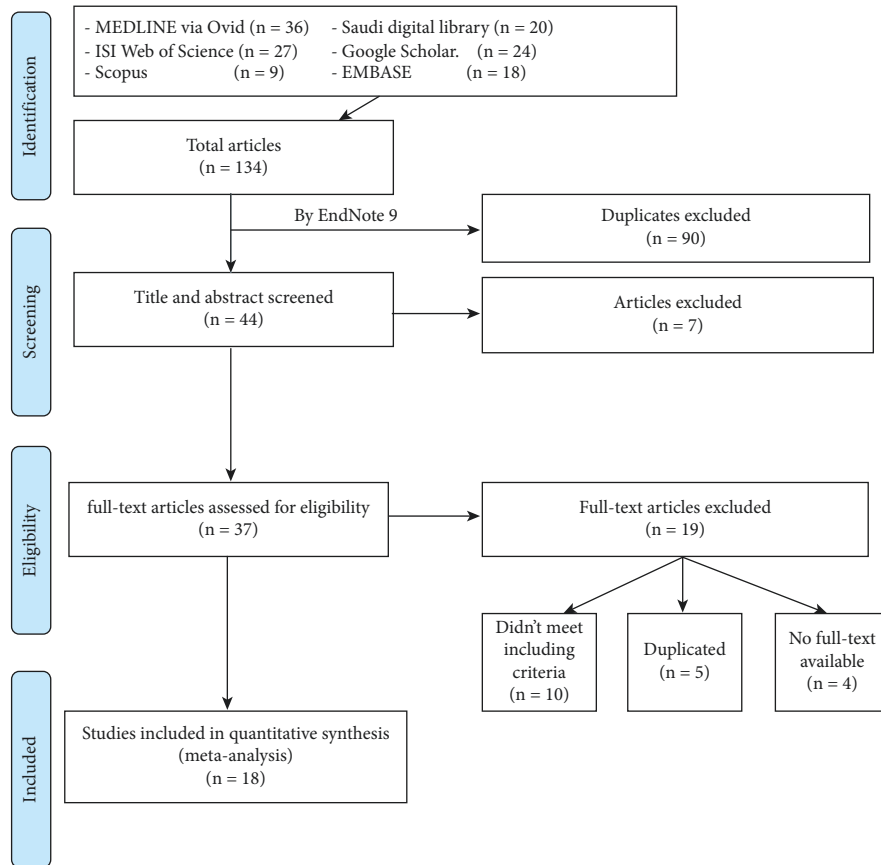 Identification
- MEDLINE via Ovid (n = 36) - Saudi digital library (n = 20)
- ISI Web of Science (n = 27) - Google Scholar. (n = 24)
- Scopus (n = 9) - EMBASE (n = 18)
Total articles
(n = 134)
By EndNote 9
Duplicates excluded
(n = 90)
Screening
Title and abstract screened
(n = 44)
Articles excluded
(n = 7)
Eligibility
full-text articles assessed for eligibility
(n = 37)
Full-text articles excluded
(n = 19)
Didn't meet
including
criteria
(n = 10)
Duplicated
(n = 5)
No full-text
available
(n = 4)
Included
Studies included in quantitative synthesis
(meta-analysis)
(n = 18)